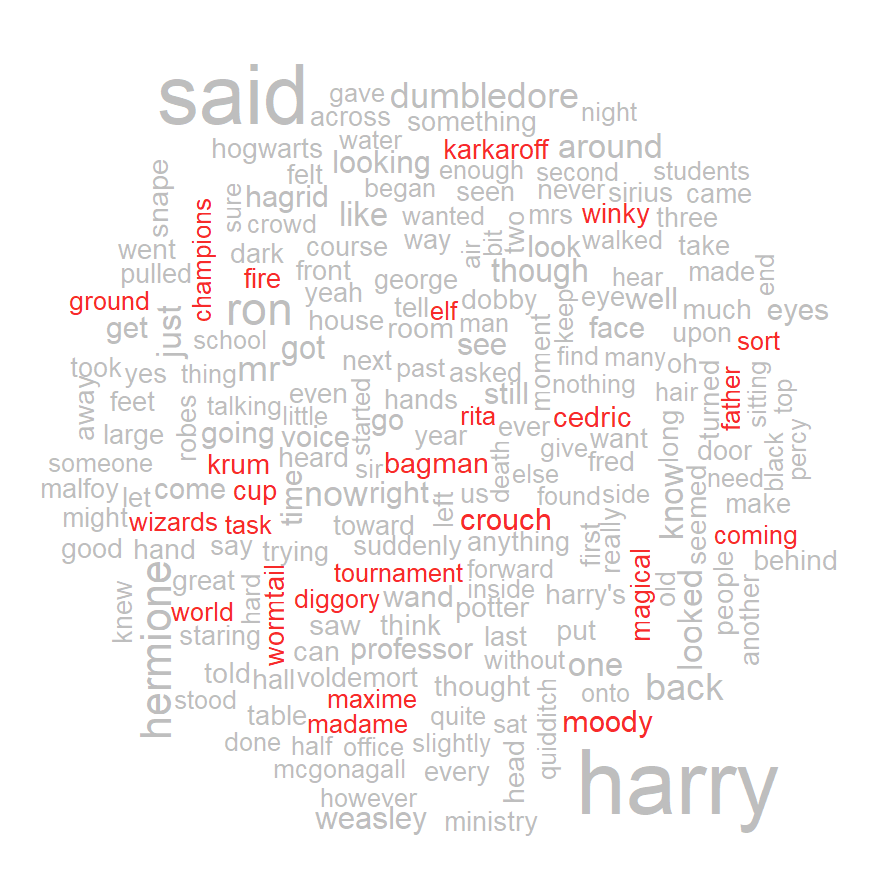 said
gave
dumbledore
night
across
something
water
hogwarts
looking
karkaroff
around
felt
enough
second
students
snape
hagrid
began
seen
never
sirius
came
sure
champions
crowd
like
wanted
two
mrs
winky
three
went
dark
course
way
air
bit
look
walked
take
pulled
fire
front
george
though
hear
made
end
ground
ron
yeah
tell
elf
dobby
keep
eye
well
much
eyes
get
just
house
room
man
moment
face
upon
sort
school
got
see
took
yes
thing
mr
next
past
asked
find
many
oh
turned
father
sitting
top
away
feet
even
hands
still
nothing
hair
robes
talking
little
started
go
rita
ever
cedric
large
going
voice
year
give
want
long
door
black
percy
someone
krum
heard
sir
bagman
death
else
fred
know
need
malfoy
let
come
cup
time
now
right
left
us
found
side
seemed
make
might
wizards
task
toward
crouch
first
really
coming
good
hand
say
trying
suddenly
anything
behind
hermione
great
hard
wormtail
tournament
forward
magical
old
looked
people
another
knew
world
diggory
wand
inside
potter
harry's
staring
saw
think
last
put
can
professor
without
one
told
hall
voldemort
thought
onto
back
stood
maxime
quidditch
table
madame
quite
sat
moody
done
half
office
slightly
head
harry
mcgonagall
every
however
weasley
ministry